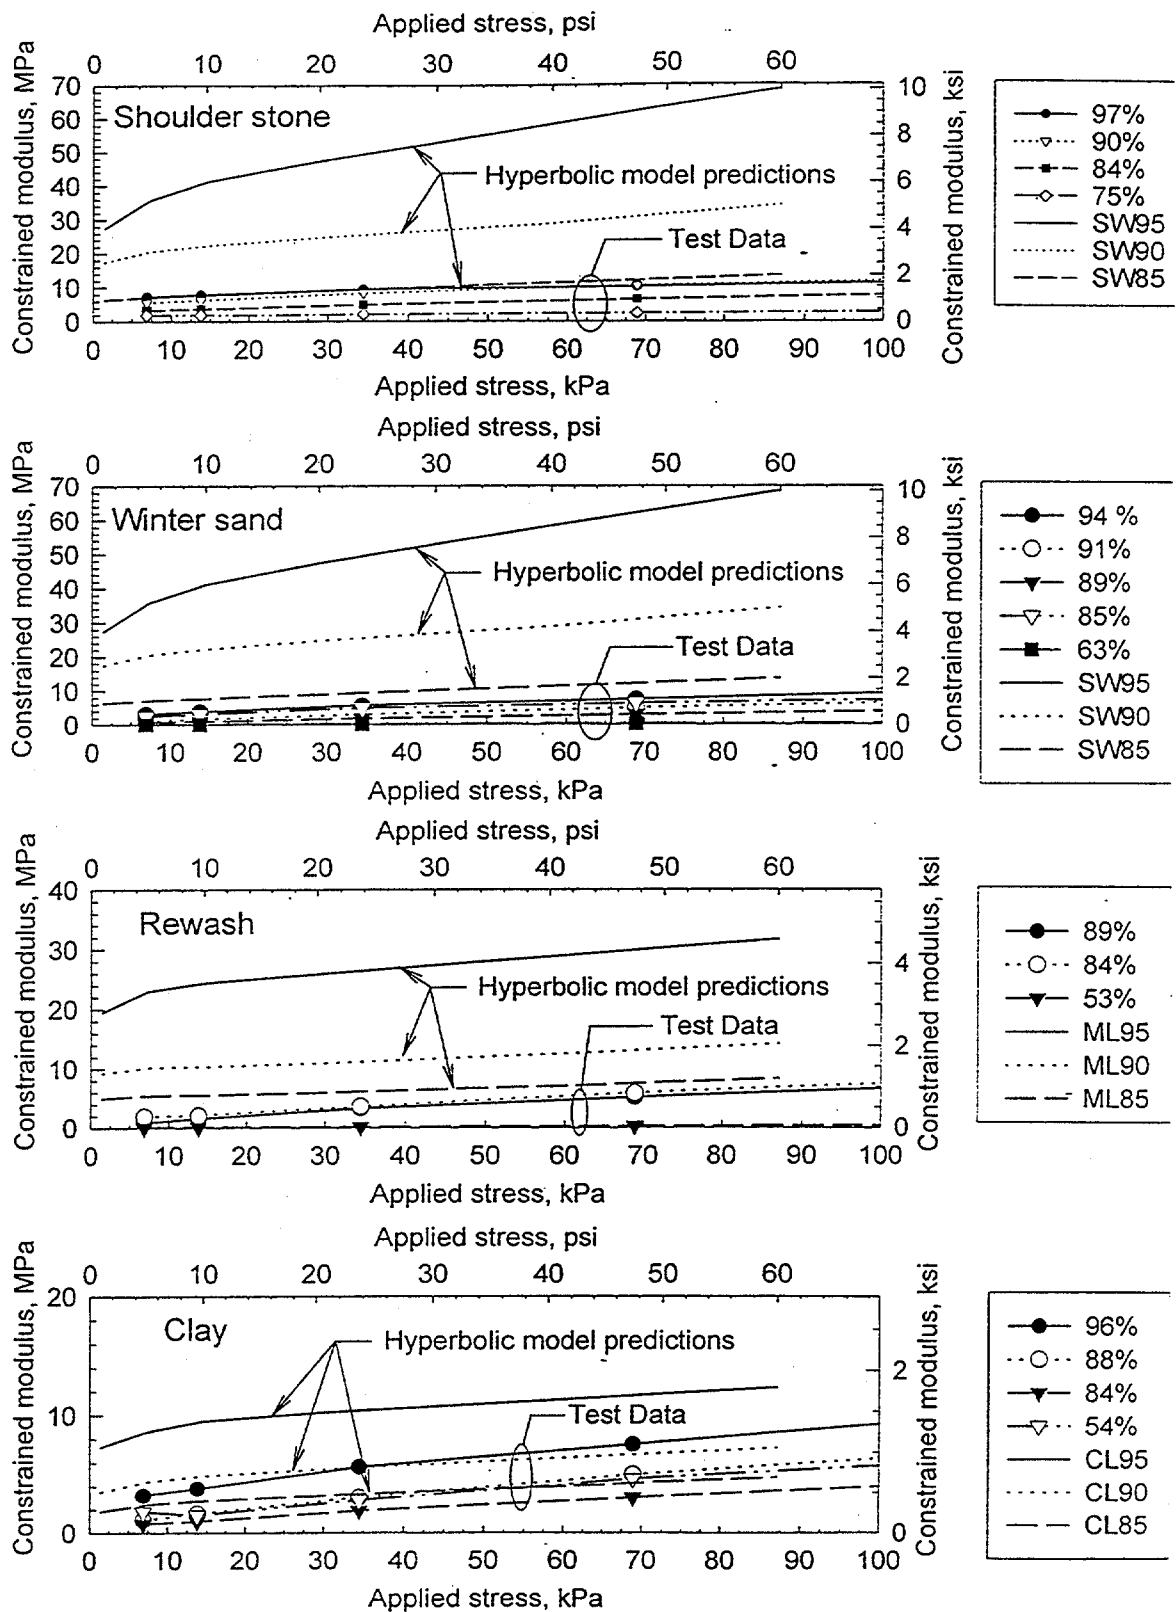 Applied stress, psi
0 10 20 30 40 50 60
Constrained modulus, MPa
70
60
50
40
30
20
10
0
Shoulder stone
Hyperbolic model predictions
Test Data
10
8
6
4
2
0
Constrained modulus, ksi
0 10 20 30 40 50 60 70 80 90 100
Applied stress, kPa
97%
90%
84%
75%
SW95
SW90
SW85
Applied stress, psi
0 10 20 30 40 50 60
Constrained modulus, MPa
70
60
50
40
30
20
10
0
Winter sand
Hyperbolic model predictions
Test Data
10
8
6
4
2
0
Constrained modulus, ksi
0 10 20 30 40 50 60 70 80 90 100
Applied stress, kPa
94 %
91%
89%
85%
63%
SW95
SW90
SW85
Applied stress, psi
0 10 20 30 40 50 60
Constrained modulus, MPa
40
30
20
10
0
Rewash
Hyperbolic model predictions
Test Data
4
2
0
Constrained modulus, ksi
0 10 20 30 40 50 60 70 80 90 100
Applied stress, kPa
89%
84%
53%
ML95
ML90
ML85
Applied stress, psi
0 10 20 30 40 50 60
Constrained modulus, MPa
20
10
0
Clay
Hyperbolic model predictions
Test Data
2
0
Constrained modulus, ksi
0 10 20 30 40 50 60 70 80 90 100
Applied stress, kPa
96%
88%
84%
54%
CL95
CL90
CL85